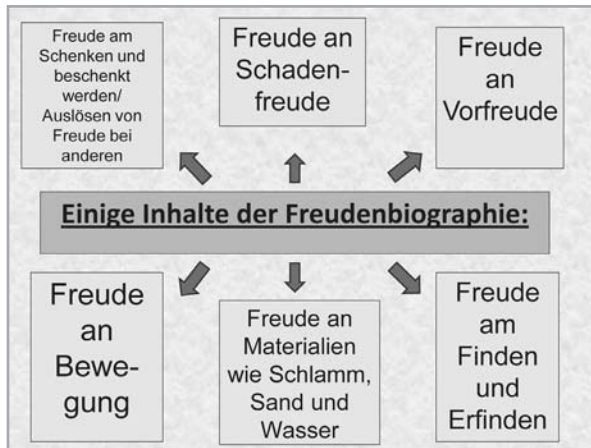 Freude am
Schenken und
beschenkt
werden/
Auslösen von
Freude bei
anderen
Freude an
Schaden-
freude
Freude
an
Vorfreude
Einige Inhalte der Freudenbiographie:
Freude
an
Bewe-
gung
Freude an
Materialien
wie Schlamm,
Sand und
Wasser
Freude
am
Finden
und
Erfinden